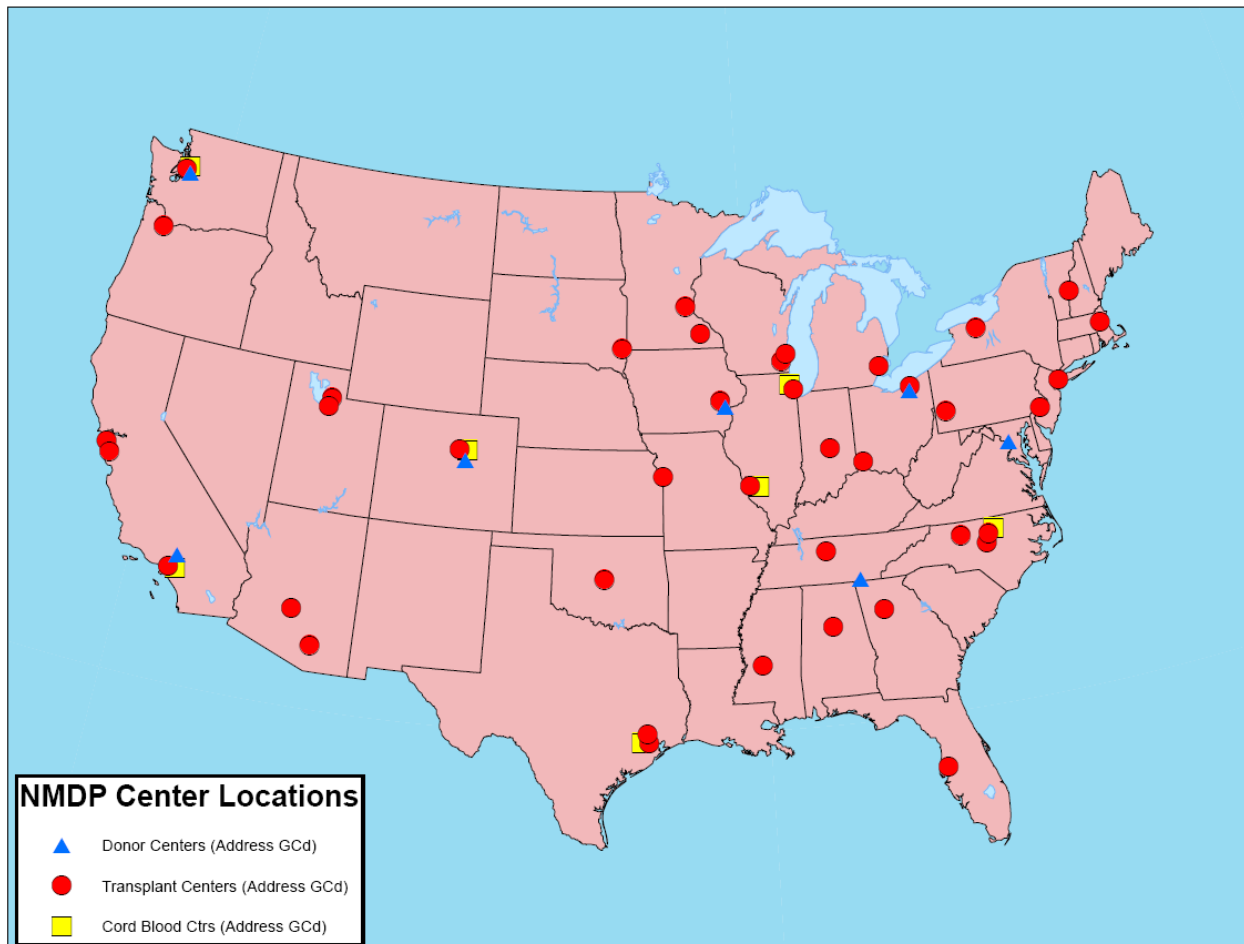 NMDP Center Locations
Donor Centers (Address GCd)
Transplant Centers (Address GCd)
Cord Blood Ctrs (Address GCd)